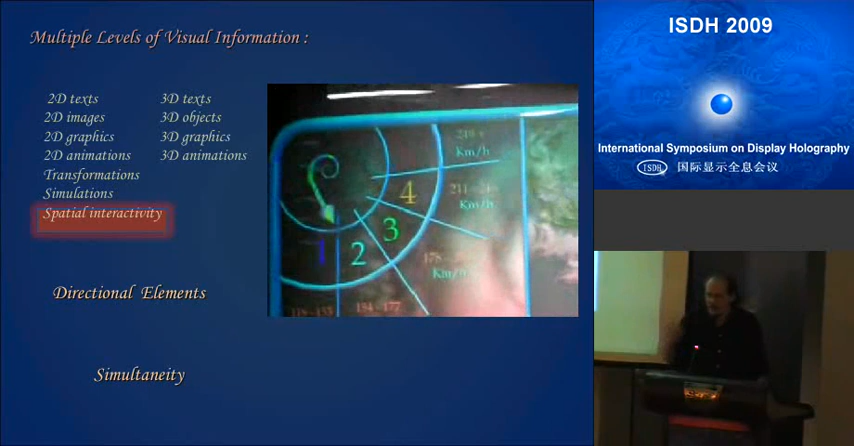 Multiple Levels of Visual Information :
2D texts
2D images
2D graphics
2D animations
Transformations
Simulations
Spatial interactivity
3D texts
3D objects
3D graphics
3D animations
Directional Elements
Simultaneity
Km/h
4
Km/h
3
1
2
Km/h
ISDH 2009
International Symposium on Display Holography
ISDH 国际显示全息会议